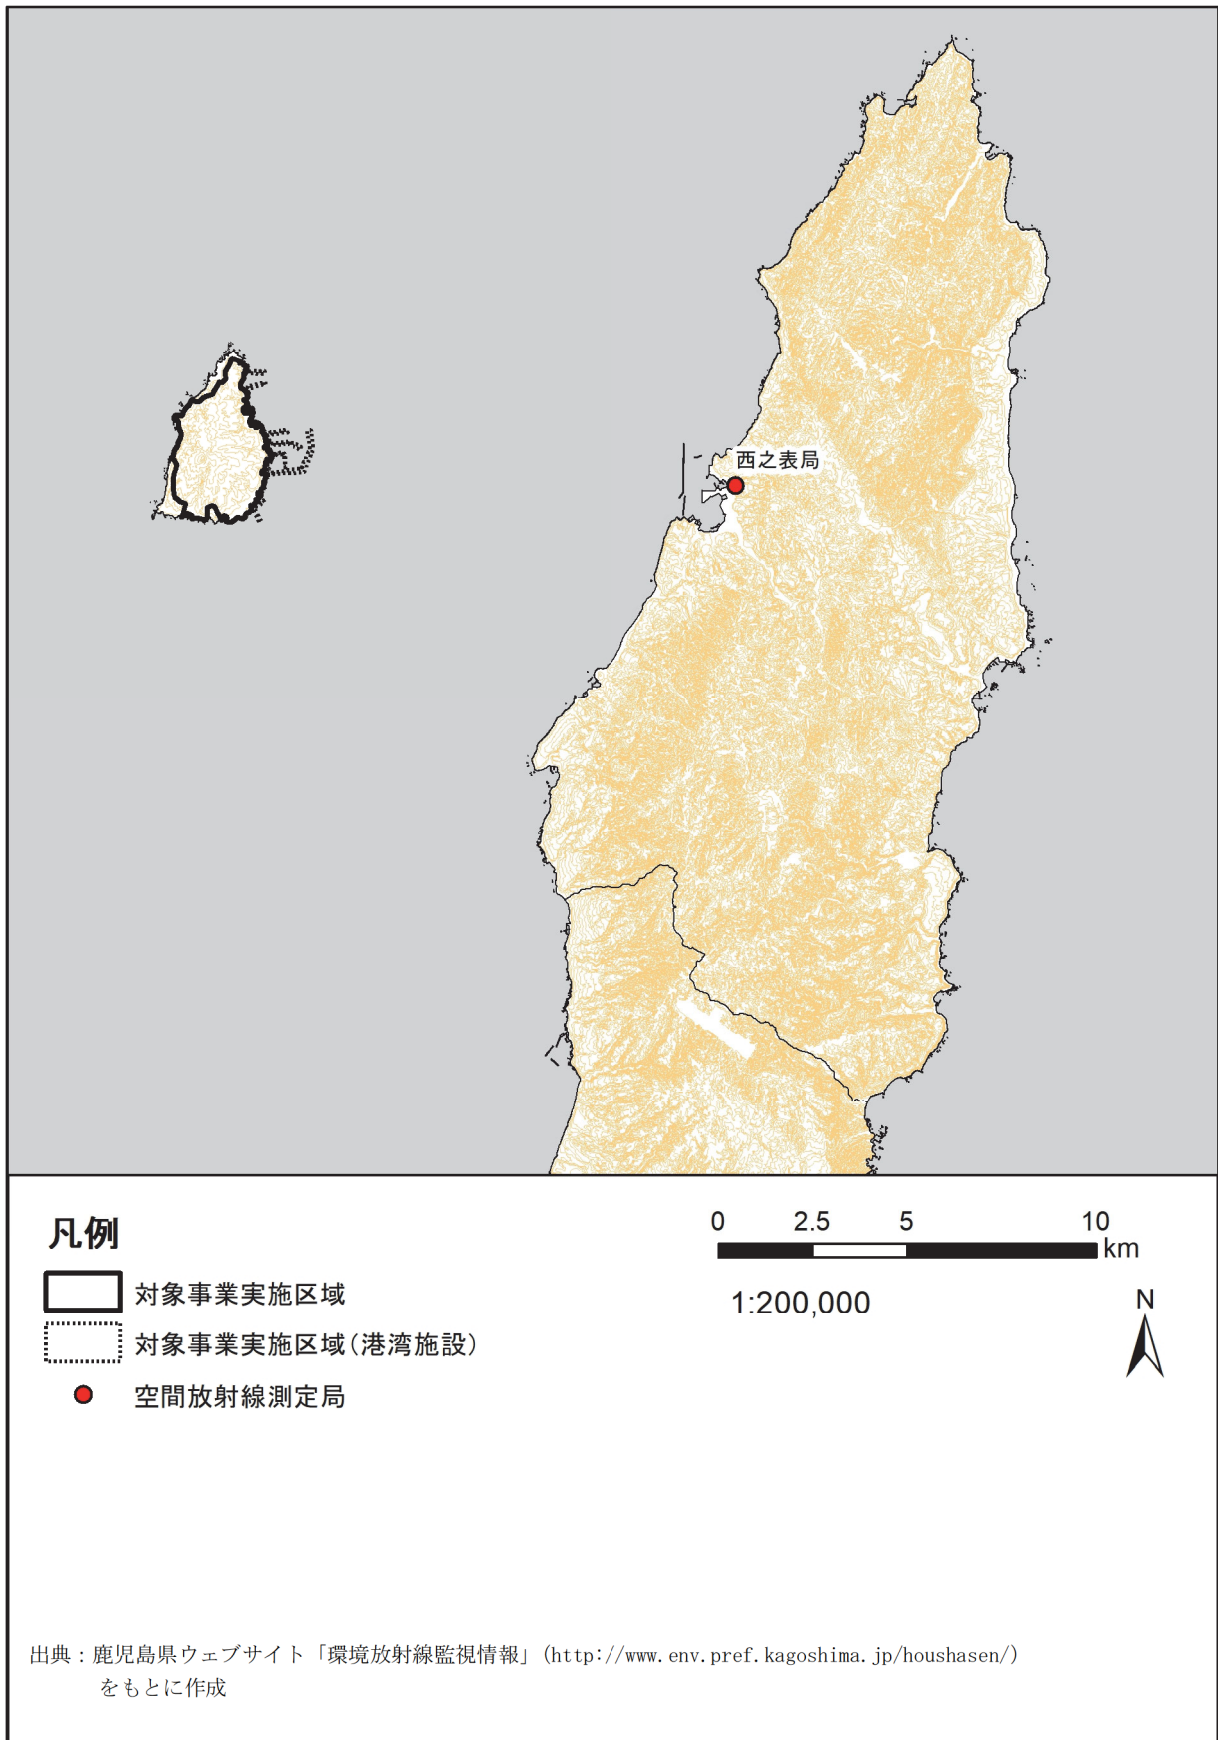 西之表局
凡例
0 2.5 5 10
km
1:200,000
N
対象事業実施区域
対象事業実施区域(港湾施設)
空間放射線測定局
出典:鹿児島県ウェブサイト「環境放射線監視情報」(http://www.env.pref.kagoshima.jp/houshasen/)
をもとに作成